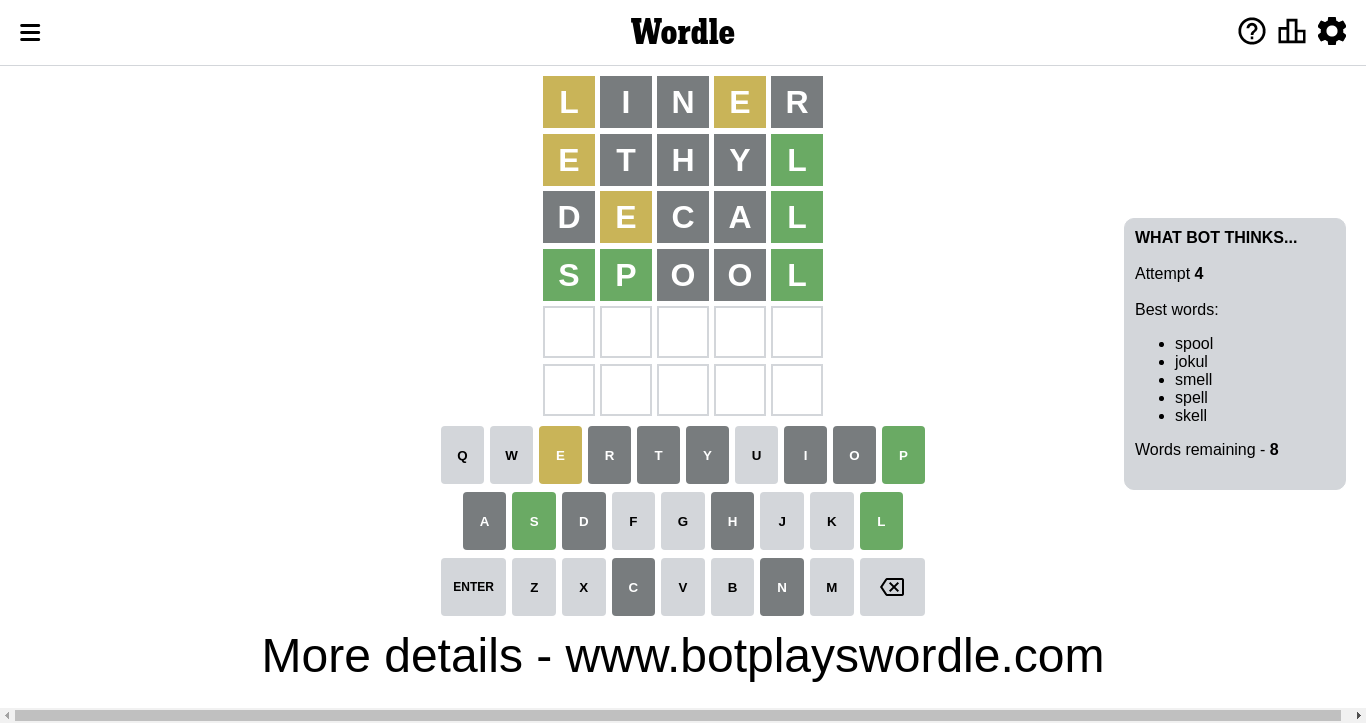 Wordle
L I N E R
E T H Y L
D E C A L
S P O O L
WHAT BOT THINKS...
Attempt 4
Best words:
spool
jokul
smell
spell
skell
Words remaining - 8
Q W E R T Y U I O P
A S D F G H J K L
ENTER Z X C V B N M
More details - www.botplayswordle.com